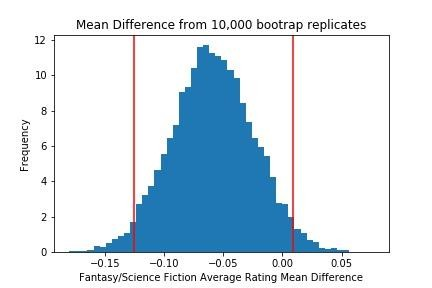 Mean Difference from 10,000 bootrap replicates
12
10
8
6
4
2
0
Frequency
−0.15 −0.10 −0.05 0.00 0.05
Fantasy/Science Fiction Average Rating Mean Difference